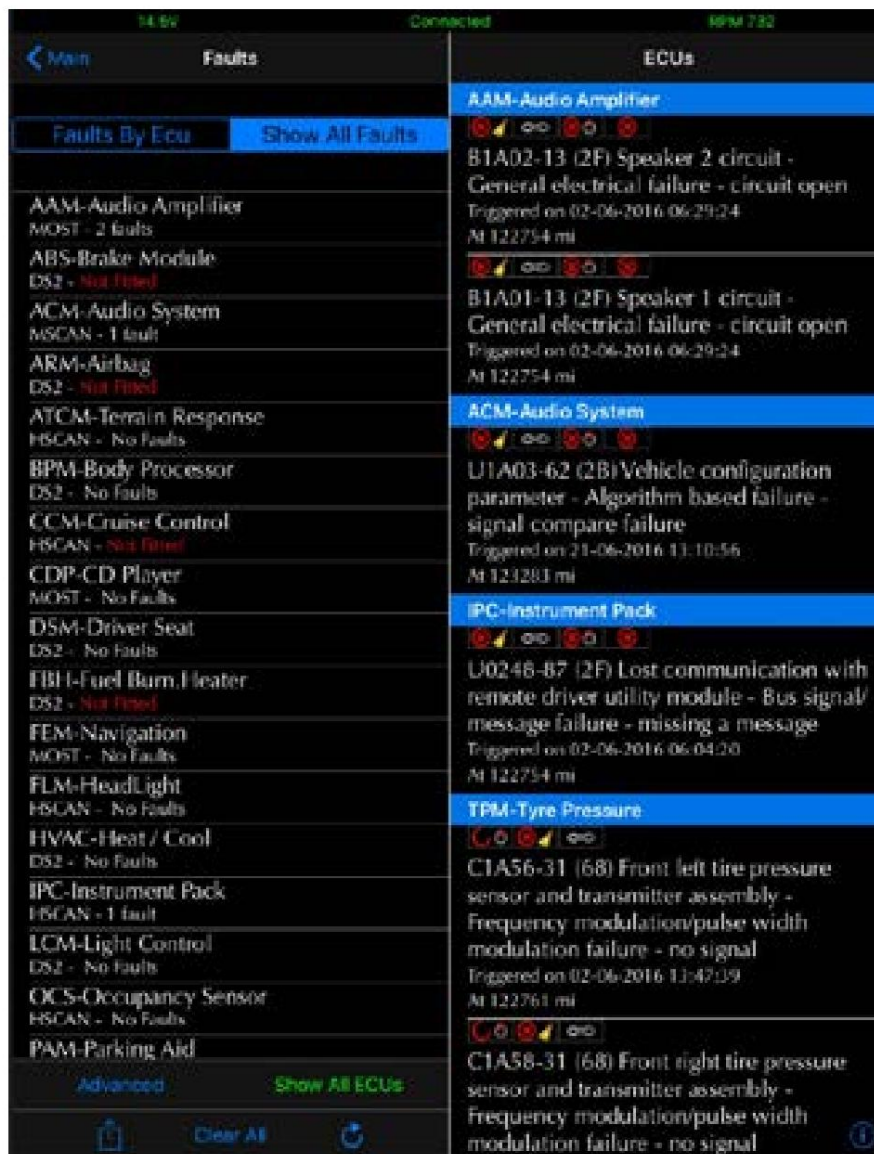 14.6V
Connected
RPM 732
Main
Faults
Faults By Ecu
Show All Faults
AAM-Audio Amplifier
MOST - 2 faults
ABS-Brake Module
DS2 - Not Fitted
ACM-Audio System
MSCAN - 1 fault
ARM-Airbag
DS2 - Not Fitted
ATCM-Terrain Response
HSCAN - No Faults
BPM-Body Processor
DS2 - No Faults
CCM-Cruise Control
HSCAN - Not Fitted
CDP-CD Player
MOST - No Faults
DSM-Driver Seat
DS2 - No Faults
FBH-Fuel Burn.Heater
DS2 - Not Fitted
FEM-Navigation
MOST - No Faults
FLM-HeadLight
HSCAN - No Faults
HVAC-Heat / Cool
DS2 - No Faults
IPC-Instrument Pack
HSCAN - 1 fault
LCM-Light Control
DS2 - No Faults
OCS-Occupancy Sensor
HSCAN - No Faults
PAM-Parking Aid
Advanced
Show All ECUs
Clear All
ECUs
AAM-Audio Amplifier
B1A02-13 (2F) Speaker 2 circuit -
General electrical failure - circuit open
Triggered on 02-06-2016 06:29:24
At 122754 mi
B1A01-13 (2F) Speaker 1 circuit -
General electrical failure - circuit open
Triggered on 02-06-2016 06:29:24
At 122754 mi
ACM-Audio System
U1A03-62 (2B) Vehicle configuration
parameter - Algorithm based failure -
signal compare failure
Triggered on 21-06-2016 13:10:56
At 123283 mi
IPC-Instrument Pack
U0248-87 (2F) Lost communication with
remote driver utility module - Bus signal/
message failure - missing a message
Triggered on 02-06-2016 06:04:20
At 122754 mi
TPM-Tyre Pressure
C1A56-31 (68) Front left tire pressure
sensor and transmitter assembly -
Frequency modulation/pulse width
modulation failure - no signal
Triggered on 02-06-2016 13:47:39
At 122761 mi
C1A58-31 (68) Front right tire pressure
sensor and transmitter assembly -
Frequency modulation/pulse width
modulation failure - no signal